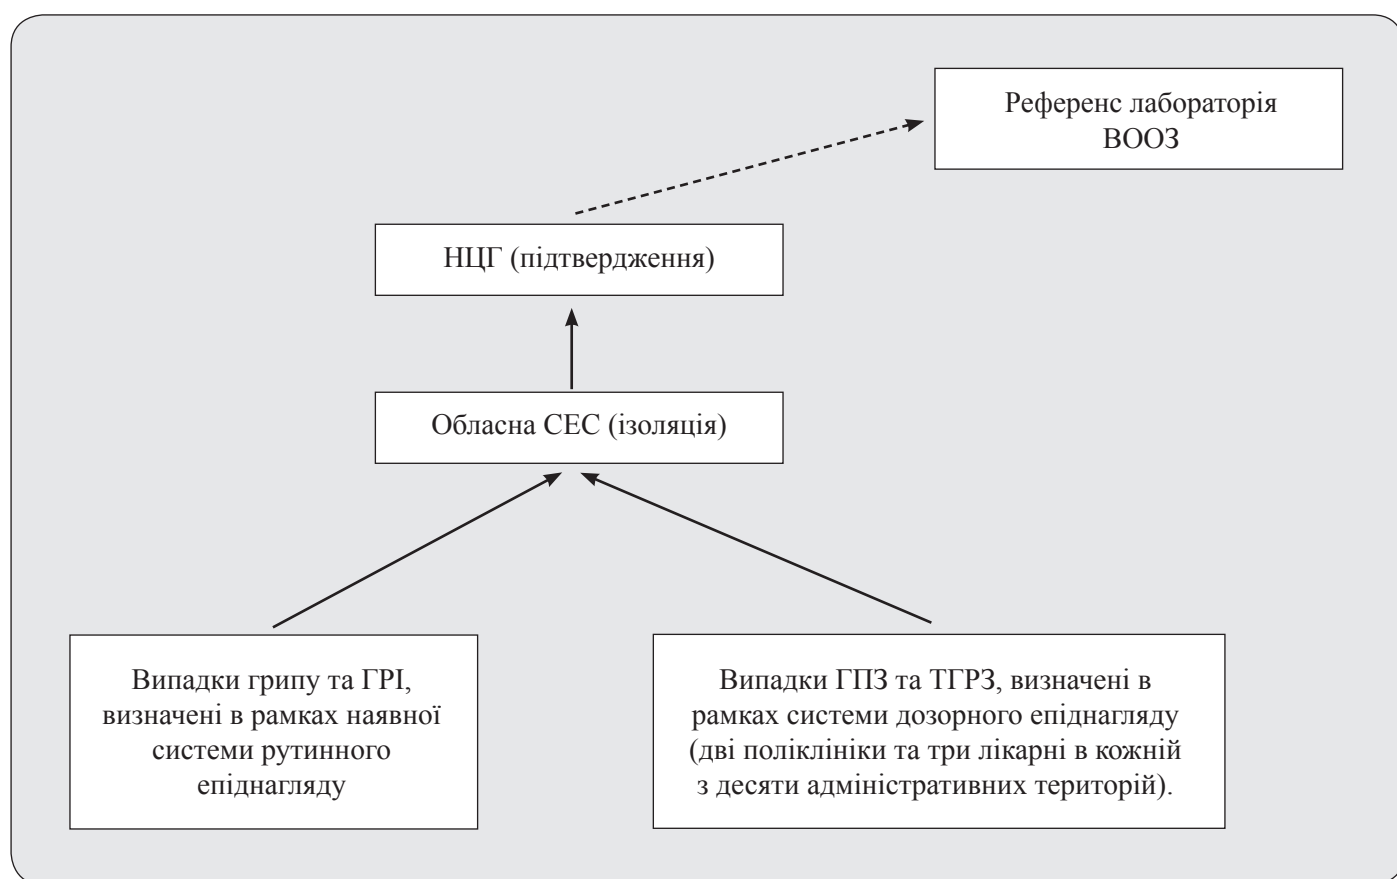 Референс лабораторія
ВООЗ
НЦГ (підтвердження)
Обласна СЕС (ізоляція)
Випадки грипу та ГРІ,
визначені в рамках наявної
системи рутинного
епіднагляду
Випадки ГПЗ та ТГРЗ, визначені в
рамках системи дозорного епіднагляду
(дві поліклініки та три лікарні в кожній
з десяти адміністративних територій).